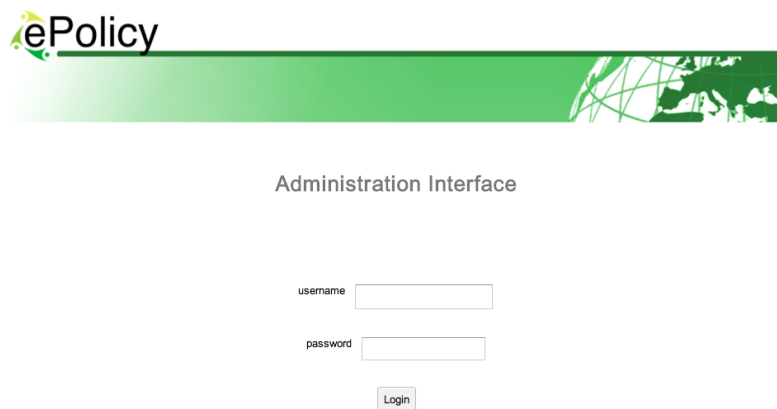 ePolicy
Administration Interface
username
password
Login